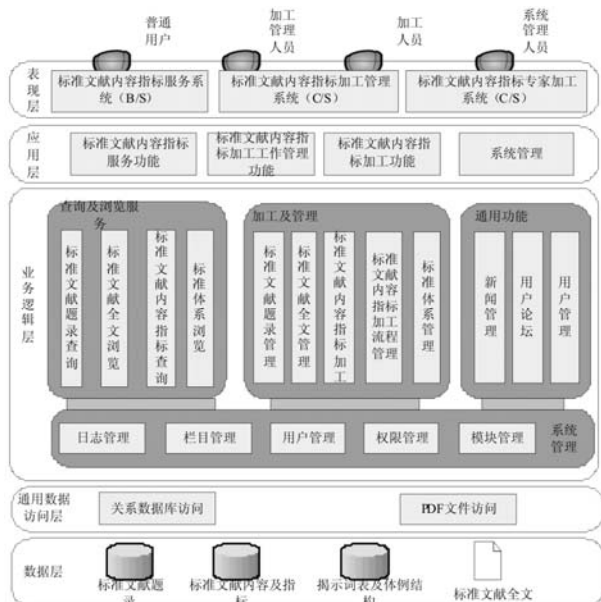 普通
用户
加工
管理
人员
加工
人员
系统
管理
人员
表现层
标准文献内容指标服务系
统（B/S）
标准文献内容指标加工管理
系统（C/S）
标准文献内容指标专家加工
系统（C/S）
应用层
标准文献内容指标
服务功能
标准文献内容指
标加工工作管理
功能
标准文献内容指
标加工功能
系统管理
业务逻辑层
查询及浏览服
务
标准文献题录查询
标准文献全文浏览
标准文献内容指标查询
标准体系浏览
加工及管理
标准文献题录管理
标准文献全文管理
标准文献内容指标加工
标准文献内容指标加工流程管理
标准体系管理
通用功能
新闻管理
用户论坛
用户管理
日志管理
栏目管理
用户管理
权限管理
模块管理
系统
管理
通用数据
访问层
关系数据库访问
PDF文件访问
数据层
标准文献题
录
标准文献内容及指
标
揭示词表及体例结
构
标准文献全文